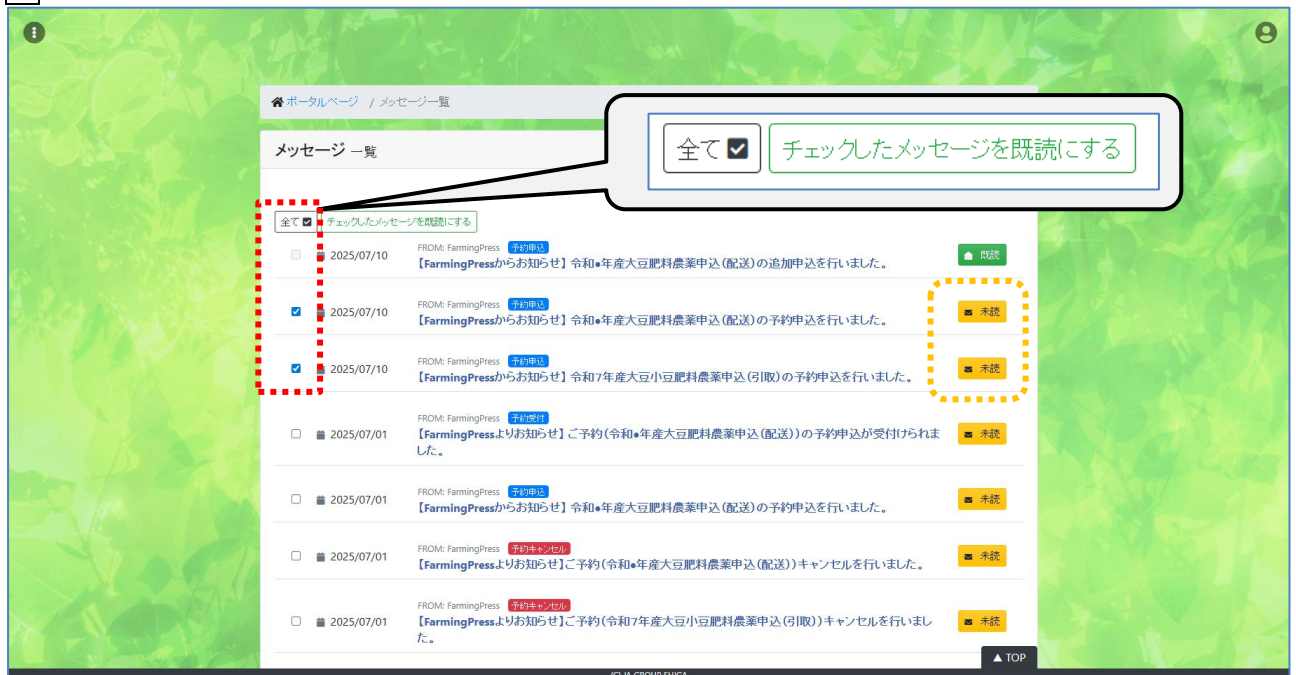 ポータルページ / メッセージ一覧
メッセージ 一覧
全て チェックしたメッセージを既読にする
全て チェックしたメッセージを既読にする
2025/07/10 FROM: FarmingPress 予約申込
【FarmingPressからお知らせ】令和●年産大豆肥料農薬申込(配送)の追加申込を行いました。 既読
2025/07/10 FROM: FarmingPress 予約申込
【FarmingPressからお知らせ】令和●年産大豆肥料農薬申込(配送)の予約申込を行いました。 未読
2025/07/10 FROM: FarmingPress 予約申込
【FarmingPressからお知らせ】令和7年産大豆小豆肥料農薬申込(引取)の予約申込を行いました。 未読
2025/07/01 FROM: FarmingPress 予約受付
【FarmingPressよりお知らせ】ご予約(令和●年産大豆肥料農薬申込(配送))の予約申込が受付けられま
した。 未読
2025/07/01 FROM: FarmingPress 予約申込
【FarmingPressからお知らせ】令和●年産大豆肥料農薬申込(配送)の予約申込を行いました。 未読
2025/07/01 FROM: FarmingPress 予約キャンセル
【FarmingPressよりお知らせ】ご予約(令和●年産大豆肥料農薬申込(配送))キャンセルを行いました。 未読
2025/07/01 FROM: FarmingPress 予約キャンセル
【FarmingPressよりお知らせ】ご予約(令和7年産大豆小豆肥料農薬申込(引取))キャンセルを行いまし
た。 未読
▲ TOP
(C) JA GROUP SHIGA